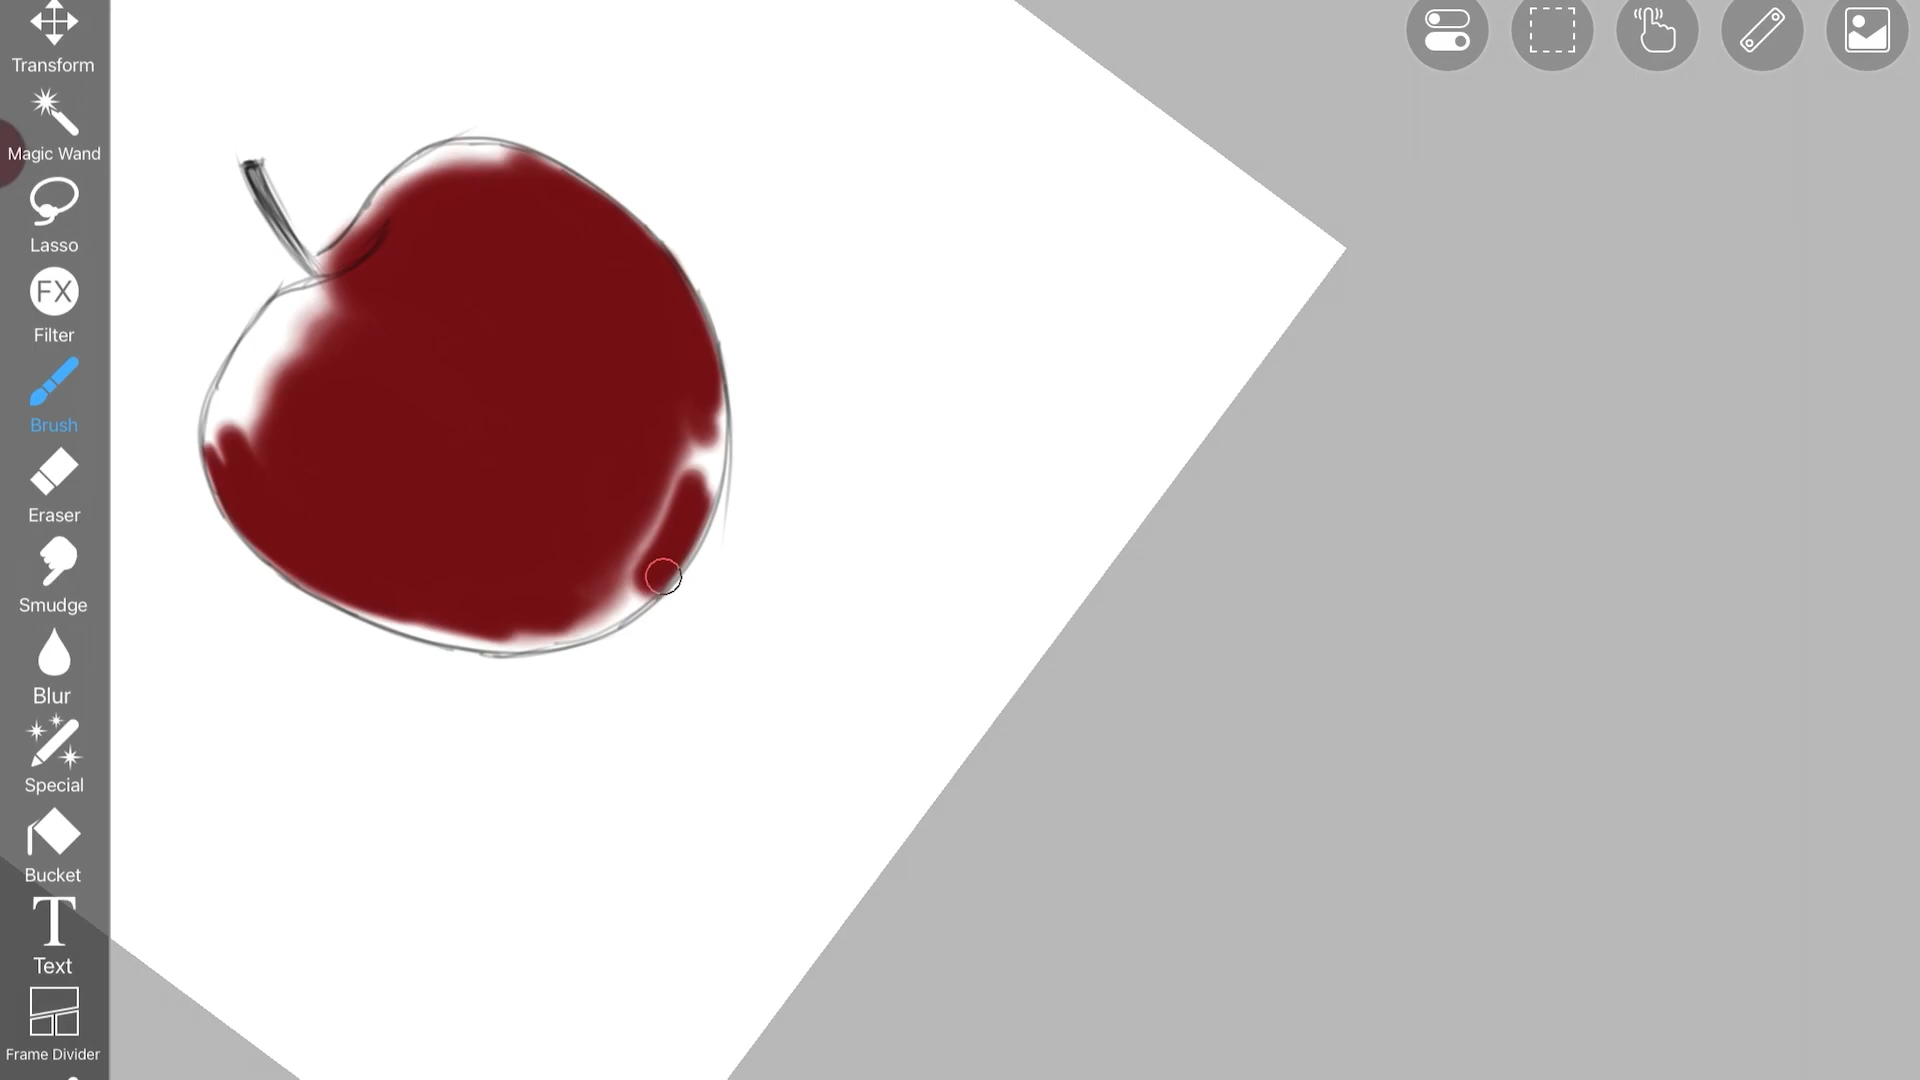 Transform
Magic Wand
Lasso
FX
Filter
Brush
Eraser
Smudge
Blur
Special
Bucket
T
Text
Frame Divider